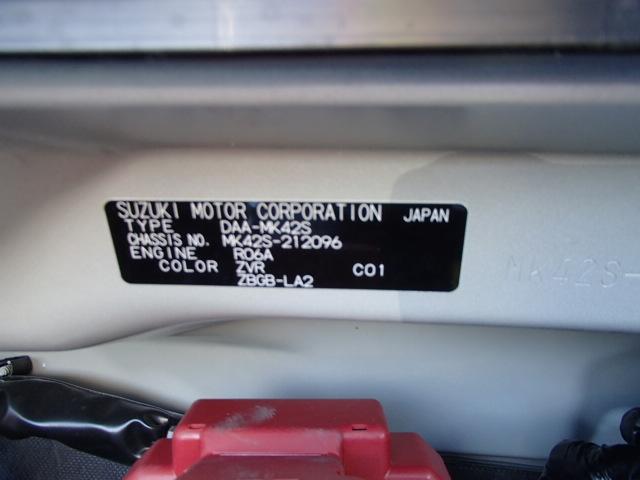 SUZUKI MOTOR CORPORATION JAPAN
TYPE DAA-MK42S
CHASSIS NO. MK42S-212096
ENGINE R06A
COLOR ZVR C01
ZBGB-LA2
MK42S-